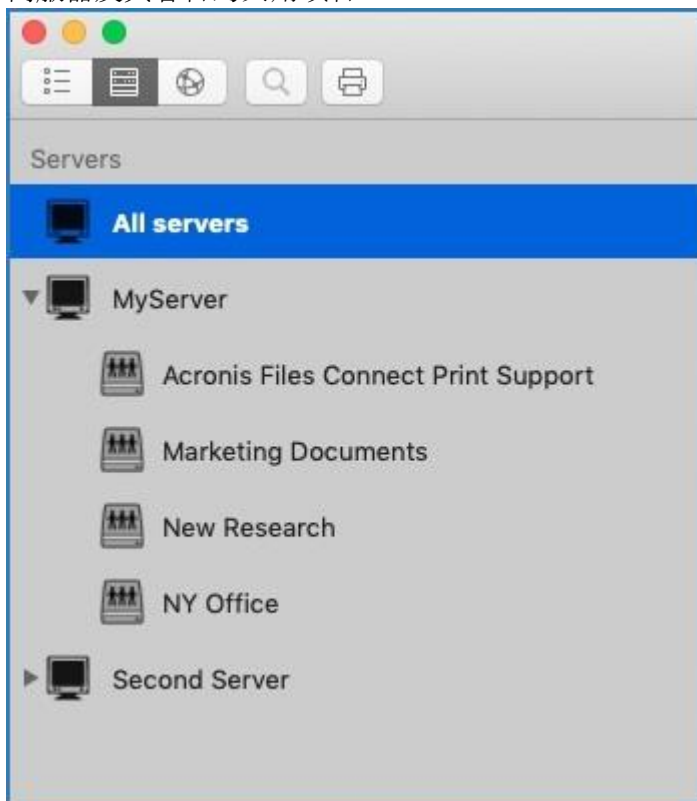 Servers
All servers
MyServer
Acronis Files Connect Print Support
Marketing Documents
New Research
NY Office
Second Server